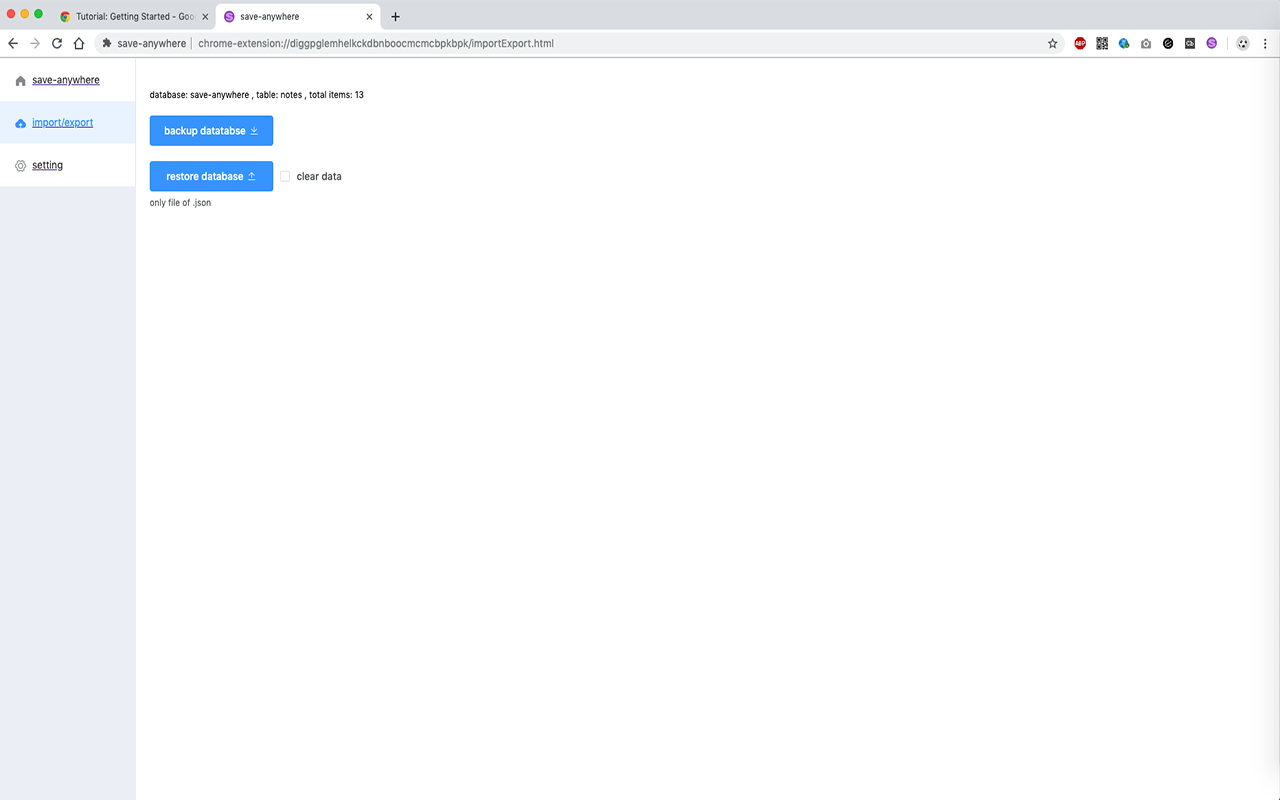 Tutorial: Getting Started - Goo
save-anywhere
save-anywhere
chrome-extension://diggpglemhelkckdbnboocmcmcbpkbpk/importExport.html
ABP
save-anywhere
import/export
setting
database: save-anywhere , table: notes , total items: 13
backup datatabse
restore database
clear data
only file of .json